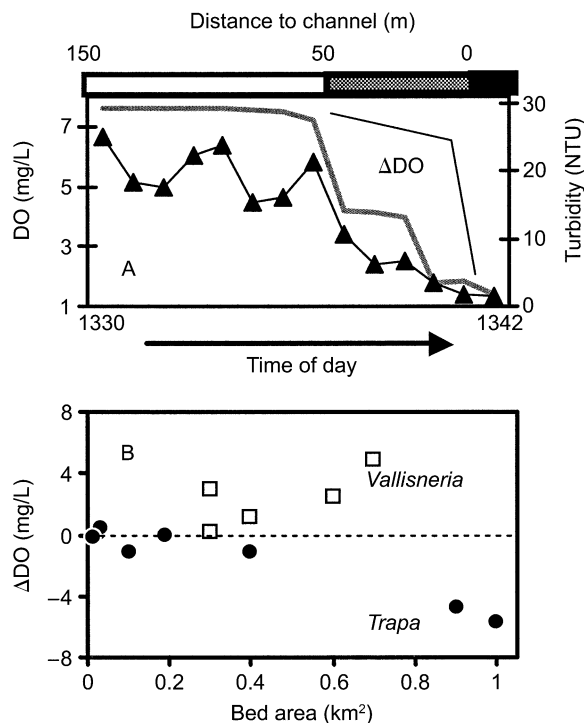 Distance to channel (m)
150 50 0
DO (mg/L)
7
5
3
1
30
20
10
0
Turbidity (NTU)
ΔDO
A
1330 1342
Time of day
ΔDO (mg/L)
8
4
0
–4
–8
B
Vallisneria
Trapa
0 0.2 0.4 0.6 0.8 1
Bed area (km²)